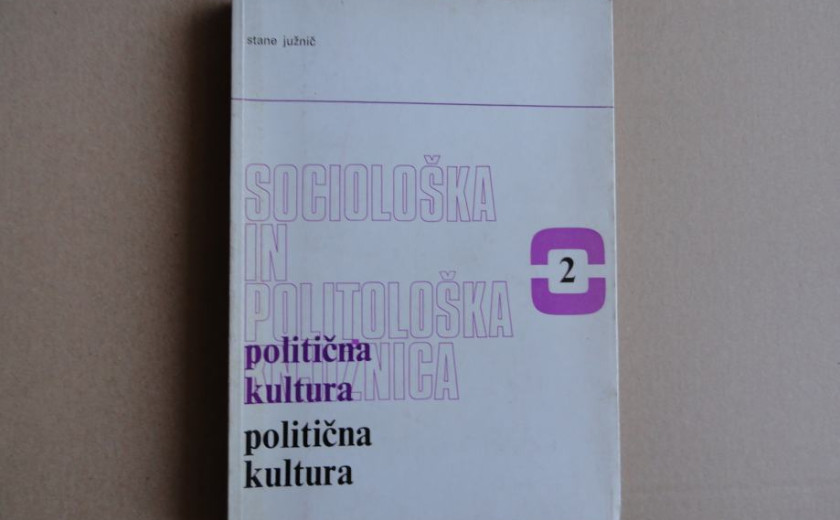 stane južnič
SOCIOLOŠKA
IN
POLITOLOŠKA
KNJIŽNICA
2
politična
kultura
politična
kultura